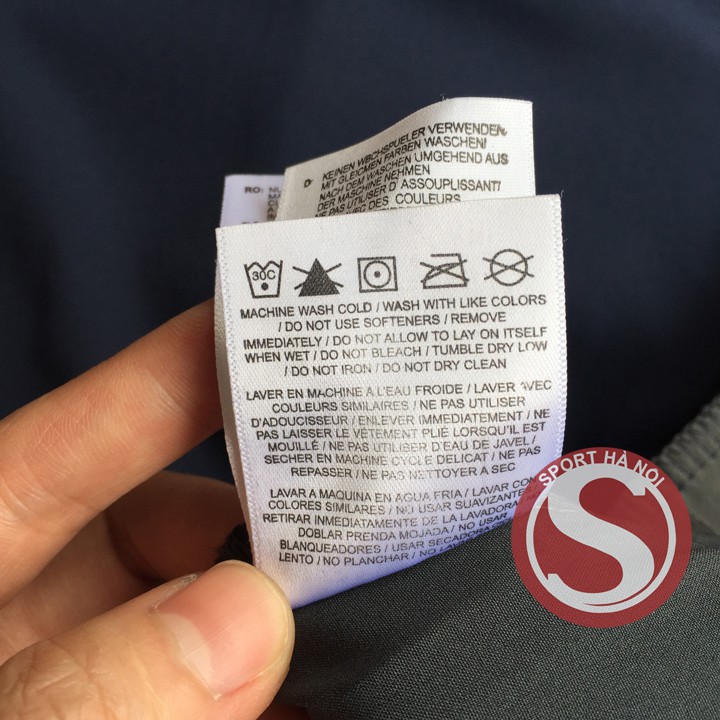 RO:
D
KEINEN WBCHSPUELER VERWENDEN
MIT GLEICHEN FARBEN WASCHEN/
NACH DEM WASCHEN UMGEHEND AUS
DER MASCHINE NEHMEN
NE PAS UTILISER D' ASSOUPLISSANT/
DES COULEURS
30C
MACHINE WASH COLD / WASH WITH LIKE COLORS
/ DO NOT USE SOFTENERS / REMOVE
IMMEDIATELY / DO NOT ALLOW TO LAY ON ITSELF
WHEN WET / DO NOT BLEACH / TUMBLE DRY LOW
/ DO NOT IRON / DO NOT DRY CLEAN
LAVER EN MACHINE A L'EAU FROIDE / LAVER AVEC
COULEURS SIMILAIRES / NE PAS UTILISER
D'ADOUCISSEUR / ENLEVER IMMEDIATEMENT / NE
PAS LAISSER LE VÊTEMENT PLIÉ LORSQU'IL EST
MOUILLÉ / NE PAS UTILISER D'EAU DE JAVEL /
SECHER EN MACHINE CYCLE DELICAT / NE PAS
REPASSER / NE PAS NETTOYER A SEC
LAVAR A MAQUINA EN AGUA FRIA / LAVAR CON
COLORES SIMILARES / NO USAR SUAVIZANTE
RETIRAR IMMEDIATAMENTE DE LA LAVADORA
DOBLAR PRENDA MOJADA / NO USAR
BLANQUEADORES / USAR SECADORA
LENTO / NO PLANCHAR / NO LAVAR
SPORT HÀ NỘI
S